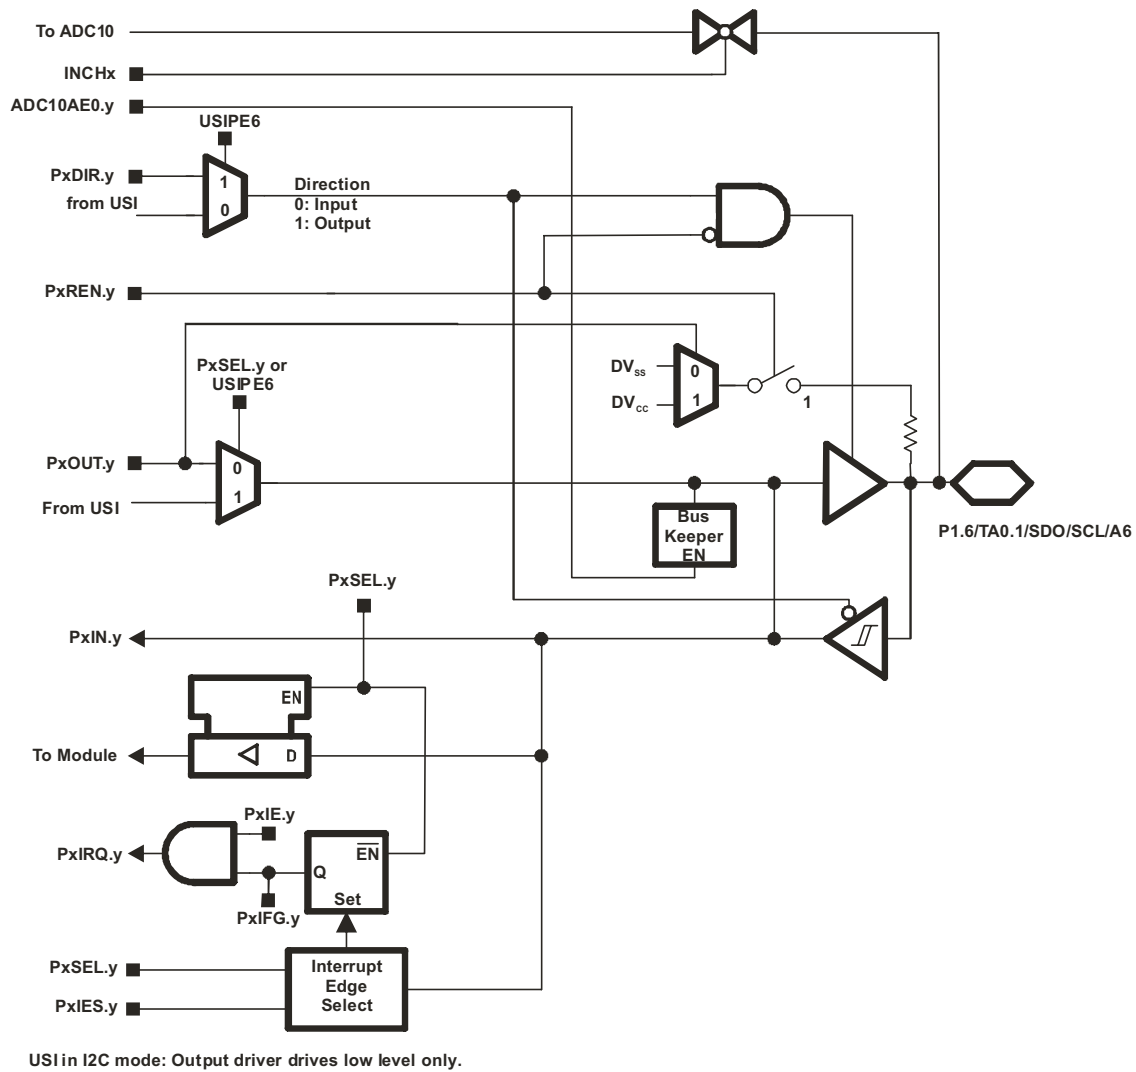 To ADC10
INCHx
ADC10AE0.y
USIPE6
PxDIR.y
from USI
1
0
Direction
0: Input
1: Output
PxREN.y
PxSEL.y or
USIPE6
DVSS
DVCC
0
1
1
PxOUT.y
From USI
0
1
Bus
Keeper
EN
P1.6/TA0.1/SDO/SCL/A6
PxSEL.y
PxIN.y
EN
To Module
D
PxIE.y
PxIRQ.y
EN
Q
Set
PxIFG.y
PxSEL.y
PxIES.y
Interrupt
Edge
Select
USI in I2C mode: Output driver drives low level only.